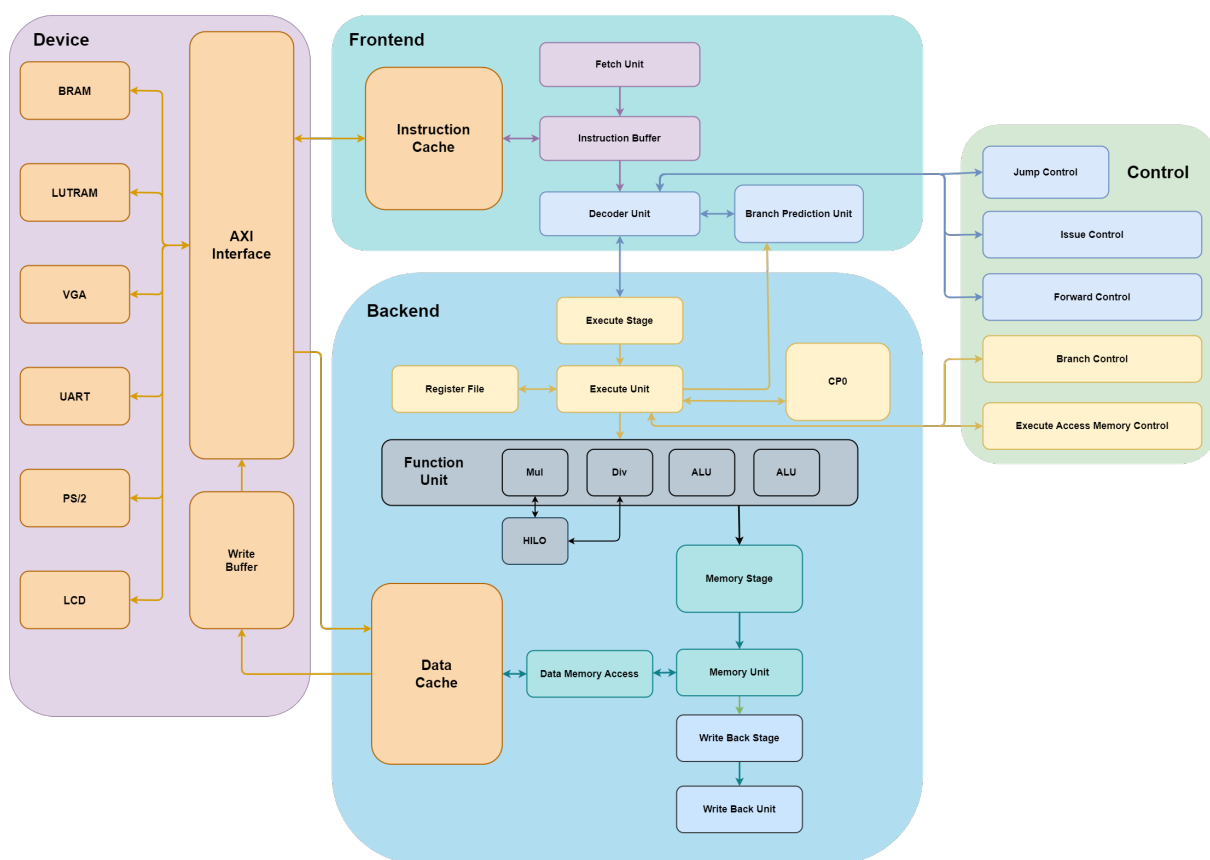 Device
BRAM
LUTRAM
VGA
UART
PS/2
LCD
AXI
Interface
Write
Buffer
Frontend
Fetch Unit
Instruction
Cache
Instruction Buffer
Decoder Unit
Branch Prediction Unit
Control
Jump Control
Issue Control
Forward Control
Branch Control
Execute Access Memory Control
Backend
Execute Stage
Register File
Execute Unit
CP0
Function
Unit
Mul
Div
ALU
ALU
HILO
Memory Stage
Data
Cache
Data Memory Access
Memory Unit
Write Back Stage
Write Back Unit